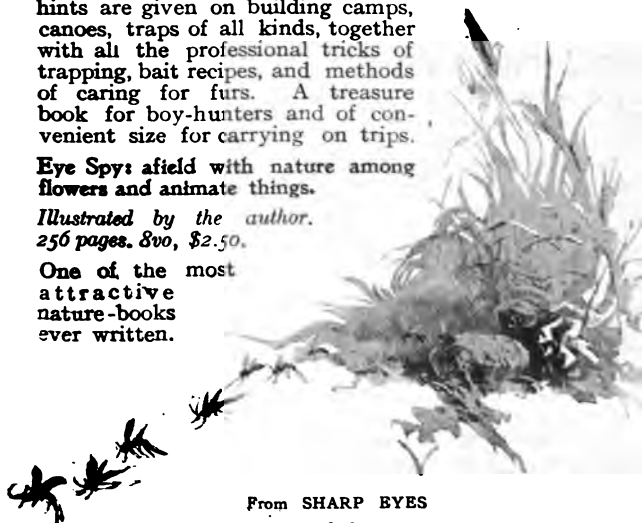 hints are given on building camps,
canoes, traps of all kinds, together
with all the professional tricks of
trapping, bait recipes, and methods
of caring for furs. A treasure
book for boy-hunters and of con-
venient size for carrying on trips.
Eye Spy: afield with nature among
flowers and animate things.
Illustrated by the author.
256 pages. 8vo, $2.50.
One of the most
attractive
nature-books
ever written.
From SHARP EYES